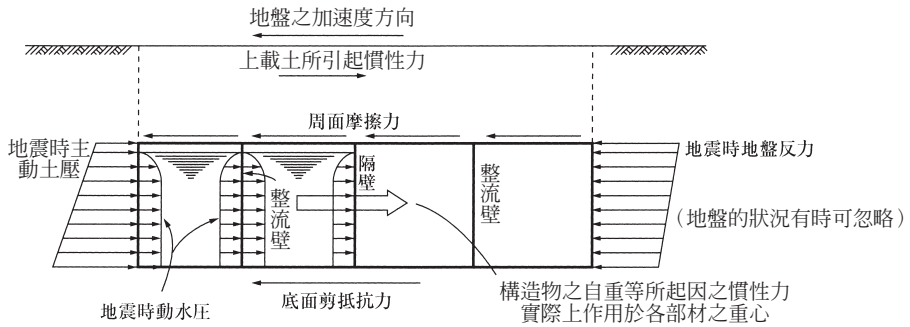 地盤之加速度方向
上載土所引起慣性力
周面摩擦力
地震時主
動土壓
隔壁
整流壁
整流壁
地震時地盤反力
(地盤的狀況有時可忽略)
地震時動水圧
底面剪抵抗力
構造物之自重等所起因之慣性力
實際上作用於各部材之重心